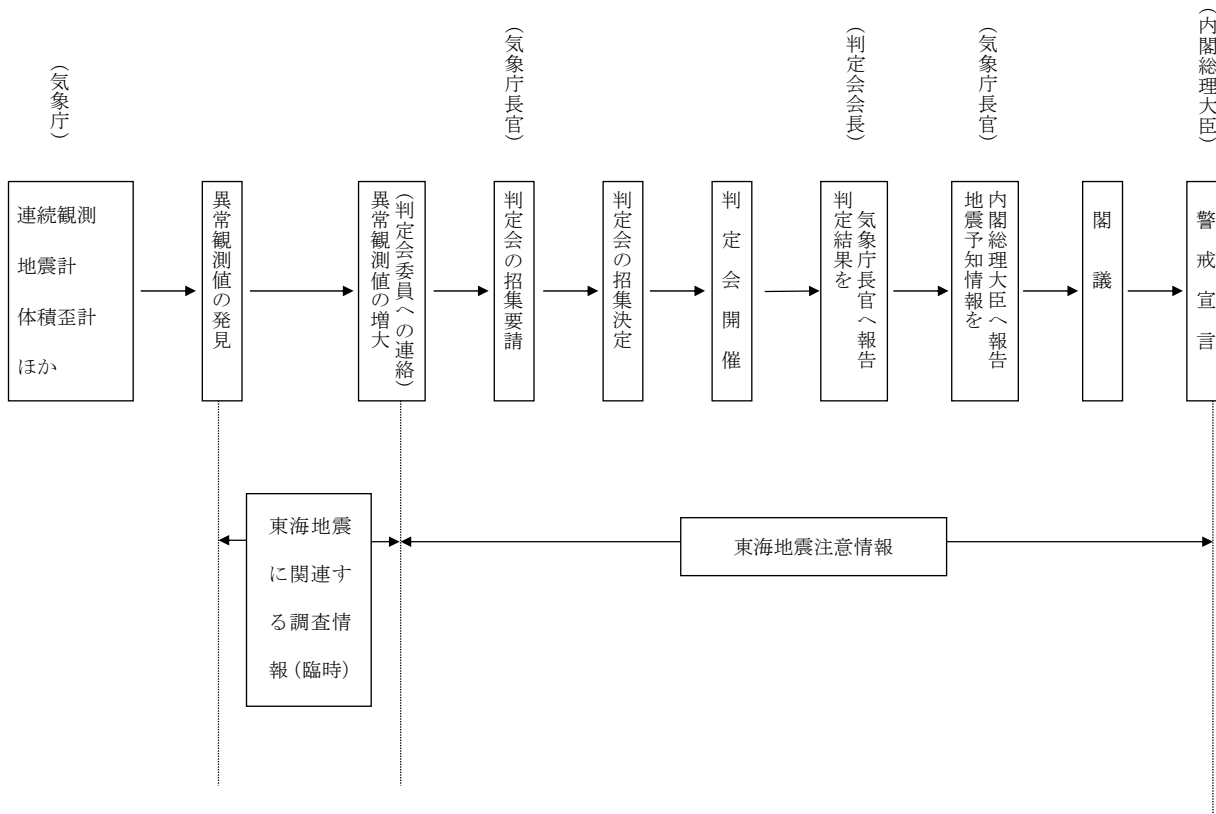 (気象庁)
(気象庁長官)
(判定会会長)
(気象庁長官)
(内閣総理大臣)
連続観測
地震計
体積歪計
ほか
異常観測値の発見
(判定会委員への連絡)
異常観測値の増大
判定会の招集要請
判定会の招集決定
判定会開催
気象庁長官へ報告
判定結果を
内閣総理大臣へ報告
地震予知情報を
閣議
警戒宣言
東海地震
に関連す
る調査情
報(臨時)
東海地震注意情報